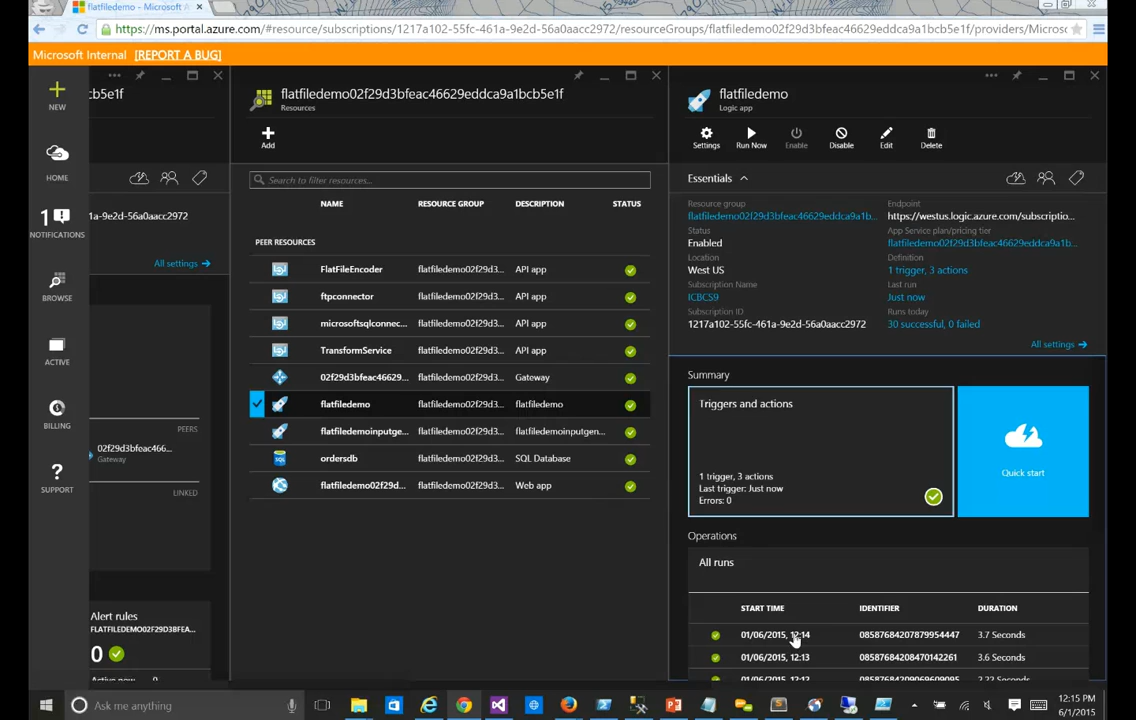 flatfiledemo - Microsoft A
https://ms.portal.azure.com/#resource/subscriptions/1217a102-55fc-461a-9e2d-56a0aacc2972/resourceGroups/flatfiledemo02f29d3bfeac46629eddca9a1bcb5e1f/providers/Microso
Microsoft Internal [REPORT A BUG]
NEW
HOME
1
NOTIFICATIONS
BROWSE
ACTIVE
BILLING
SUPPORT
cb5e1f
1a-9e2d-56a0aacc2972
All settings →
PEERS
02f29d3bfeac466...
Gateway
LINKED
Alert rules
FLATFILEDEMO02F29D3BFEA...
0
flatfiledemo02f29d3bfeac46629eddca9a1bcb5e1f
Resources
Add
Search to filter resources...
NAME RESOURCE GROUP DESCRIPTION STATUS
PEER RESOURCES
FlatFileEncoder flatfiledemo02f29d3... API app
ftpconnector flatfiledemo02f29d3... API app
microsoftsqlconnec... flatfiledemo02f29d3... API app
TransformService flatfiledemo02f29d3... API app
02f29d3bfeac46629... flatfiledemo02f29d3... Gateway
flatfiledemo flatfiledemo02f29d3... flatfiledemo
flatfiledemoinputge... flatfiledemo02f29d3... flatfiledemoinputgen...
ordersdb flatfiledemo02f29d3... SQL Database
flatfiledemo02f29d... flatfiledemo02f29d3... Web app
flatfiledemo
Logic app
Settings Run Now Enable Disable Edit Delete
Essentials
Resource group
flatfiledemo02f29d3bfeac46629eddca9a1b...
Status
Enabled
Location
West US
Subscription Name
ICBCS9
Subscription ID
1217a102-55fc-461a-9e2d-56a0aacc2972
Endpoint
https://westus.logic.azure.com/subscriptio...
App Service plan/pricing tier
flatfiledemo02f29d3bfeac46629eddca9a1b...
Definition
1 trigger, 3 actions
Last run
Just now
Runs today
30 successful, 0 failed
All settings →
Summary
Triggers and actions
1 trigger, 3 actions
Last trigger: Just now
Errors: 0
Quick start
Operations
All runs
START TIME IDENTIFIER DURATION
01/06/2015, 12:14 08587684207879954447 3.7 Seconds
01/06/2015, 12:13 08587684208470142261 3.6 Seconds
Ask me anything
12:15 PM
6/1/2015